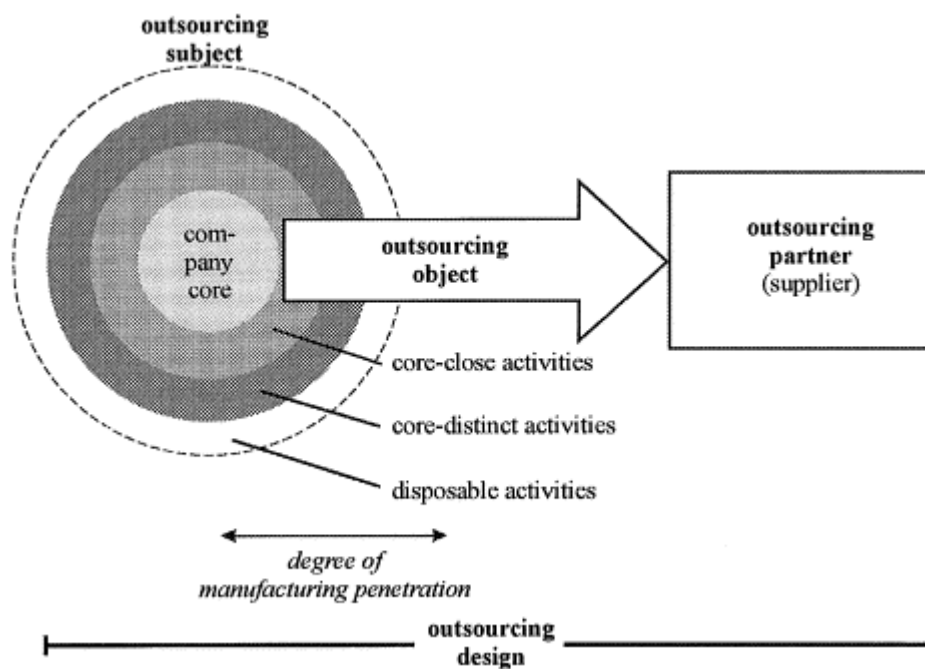 outsourcing
subject
com-
pany
core
outsourcing
object
outsourcing
partner
(supplier)
core-close activities
core-distinct activities
disposable activities
degree of
manufacturing penetration
outsourcing
design